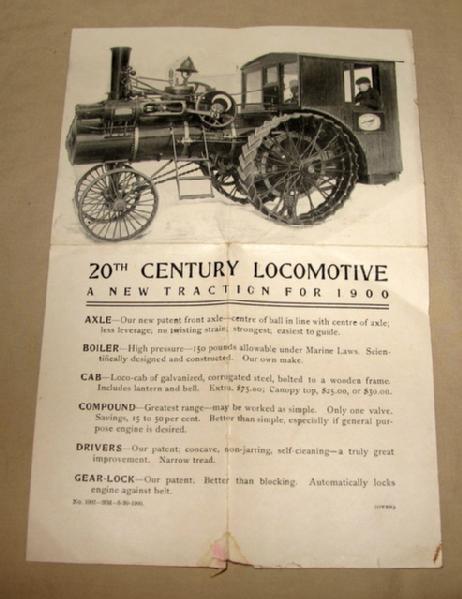 20TH CENTURY LOCOMOTIVE
A NEW TRACTION FOR 1900
AXLE—Our new patent front axle—centre of ball in line with centre of axle;
less leverage, no twisting strain; strongest; easiest to guide.
BOILER—High pressure—150 pounds allowable under Marine Laws. Scien-
tifically designed and constructed. Our own make.
CAB—Loco-cab of galvanized, corrugated steel, bolted to a wooden frame.
Includes lantern and bell. Extra, $75.00; Canopy top, $25.00, or $30.00.
COMPOUND—Greatest range—may be worked as simple. Only one valve.
Savings, 15 to 50 per cent. Better than simple, especially if general pur-
pose engine is desired.
DRIVERS—Our patent; concave, non-jarring, self-cleaning—a truly great
improvement. Narrow tread.
GEAR-LOCK—Our patent. Better than blocking. Automatically locks
engine against belt.